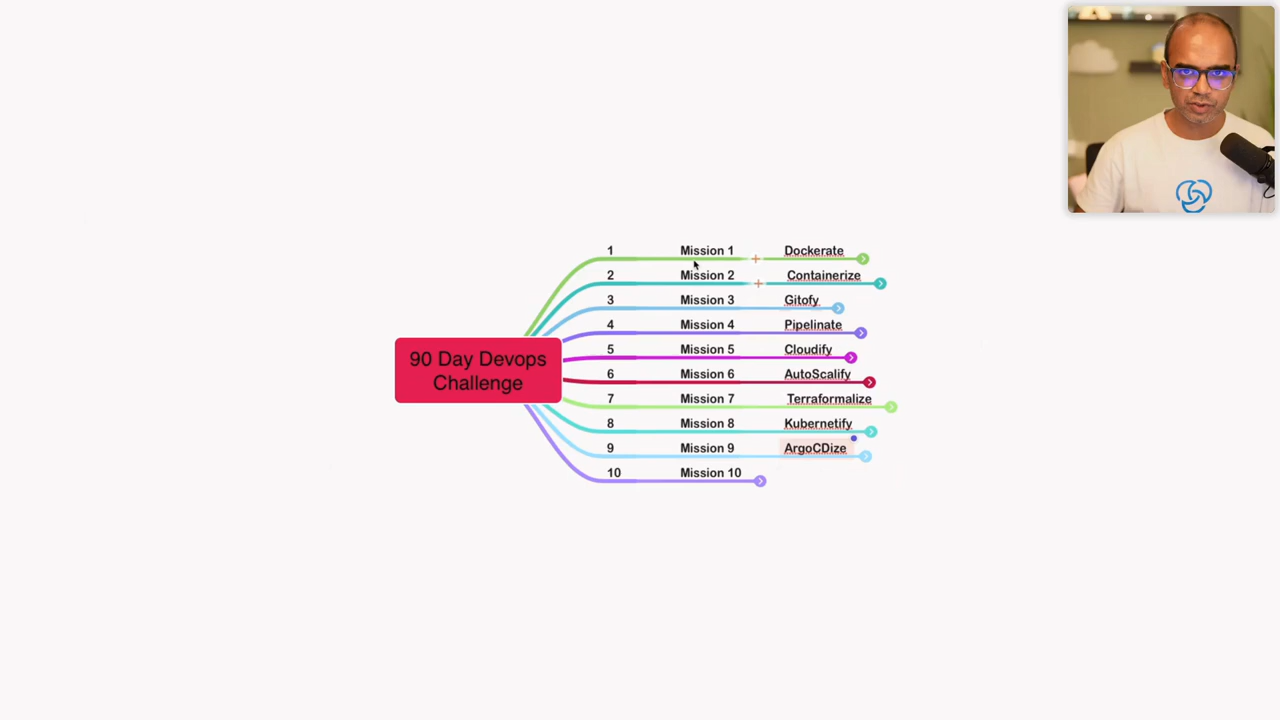 1 Mission 1 Dockerate
2 Mission 2 Containerize
3 Mission 3 Gitofy
4 Mission 4 Pipelinate
5 Mission 5 Cloudify
90 Day Devops
Challenge
6 Mission 6 AutoScalify
7 Mission 7 Terraformalize
8 Mission 8 Kubernetify
9 Mission 9 ArgoCDize
10 Mission 10